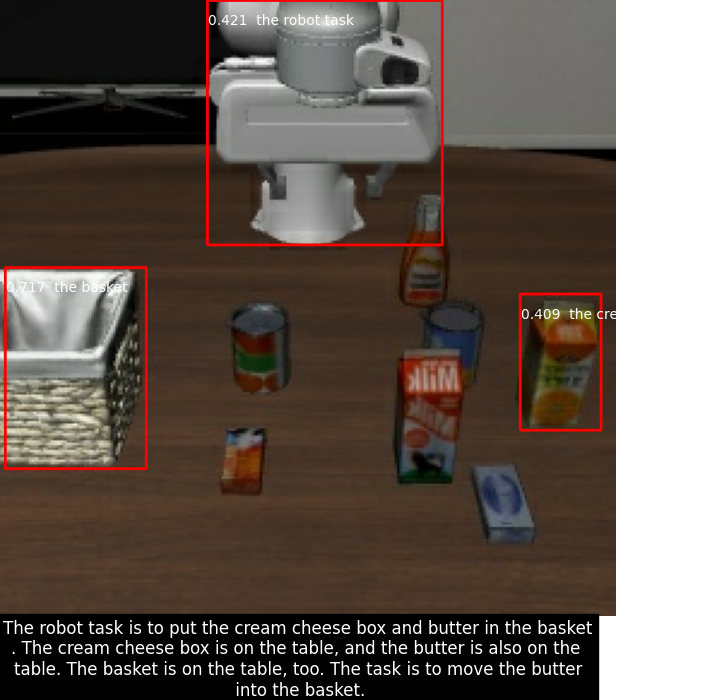 0.421 the robot task
0.717 the basket
0.409 the cre
Milk
Milk
The robot task is to put the cream cheese box and butter in the basket
. The cream cheese box is on the table, and the butter is also on the
table. The basket is on the table, too. The task is to move the butter
into the basket.